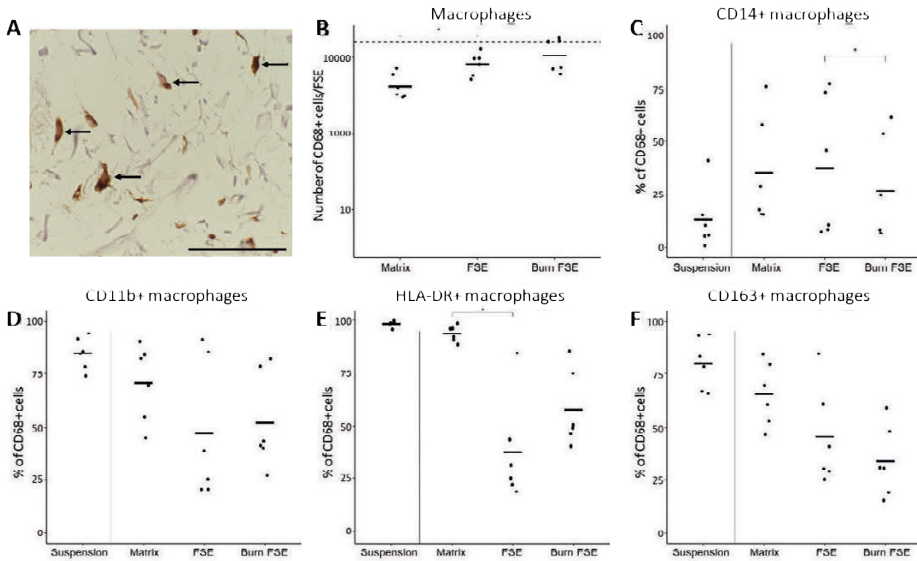 A
B
Macrophages
Number of CD68+ cells/FSE
10000
1000
10
Matrix
FSE
Burn FSE
C
CD14+ macrophages
% of CD68+ cells
100
75
50
25
0
Suspension
Matrix
FSE
Burn FSE
*
D
CD11b+ macrophages
% of CD68+cells
100
75
50
25
0
Suspension
Matrix
FSE
Burn FSE
E
HLA-DR+ macrophages
% of CD68+cells
100
75
50
25
0
Suspension
Matrix
FSE
Burn FSE
*
F
CD163+ macrophages
% of CD68+cells
100
75
50
25
0
Suspension
Matrix
FSE
Burn FSE